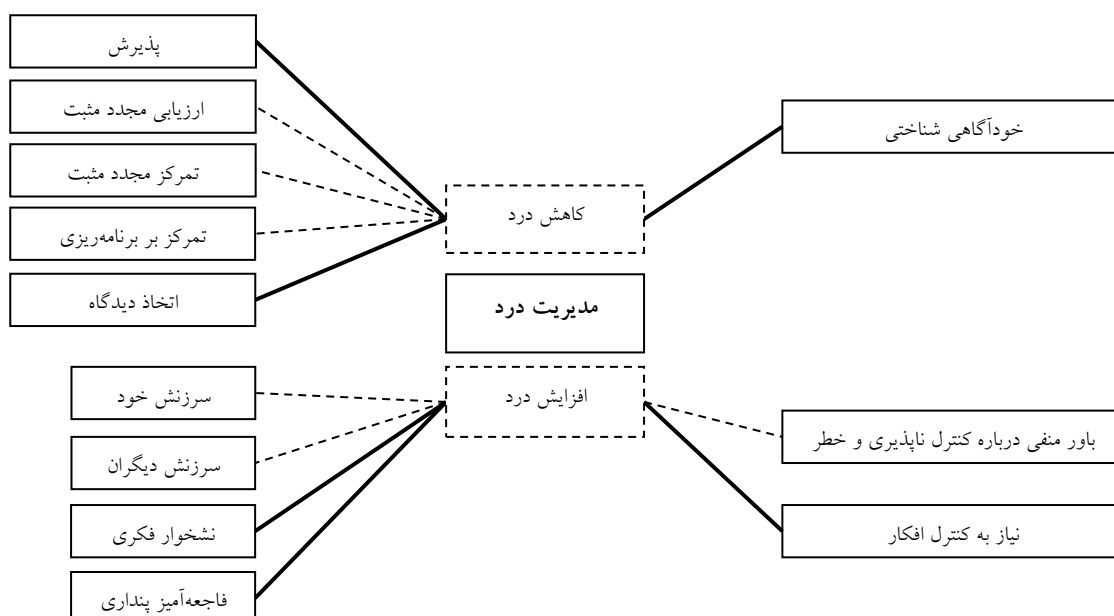 پذیرش
ارزیابی مجدد مثبت
تمرکز مجدد مثبت
تمرکز بر برنامه‌ریزی
اتخاذ دیدگاه
خودآگاهی شناختی
کاهش درد
مدیریت درد
افزایش درد
سرزنش خود
سرزنش دیگران
نشخوار فکری
فاجعه‌آمیز پنداری
باور منفی درباره کنترل ناپذیری و خطر
نیاز به کنترل افکار